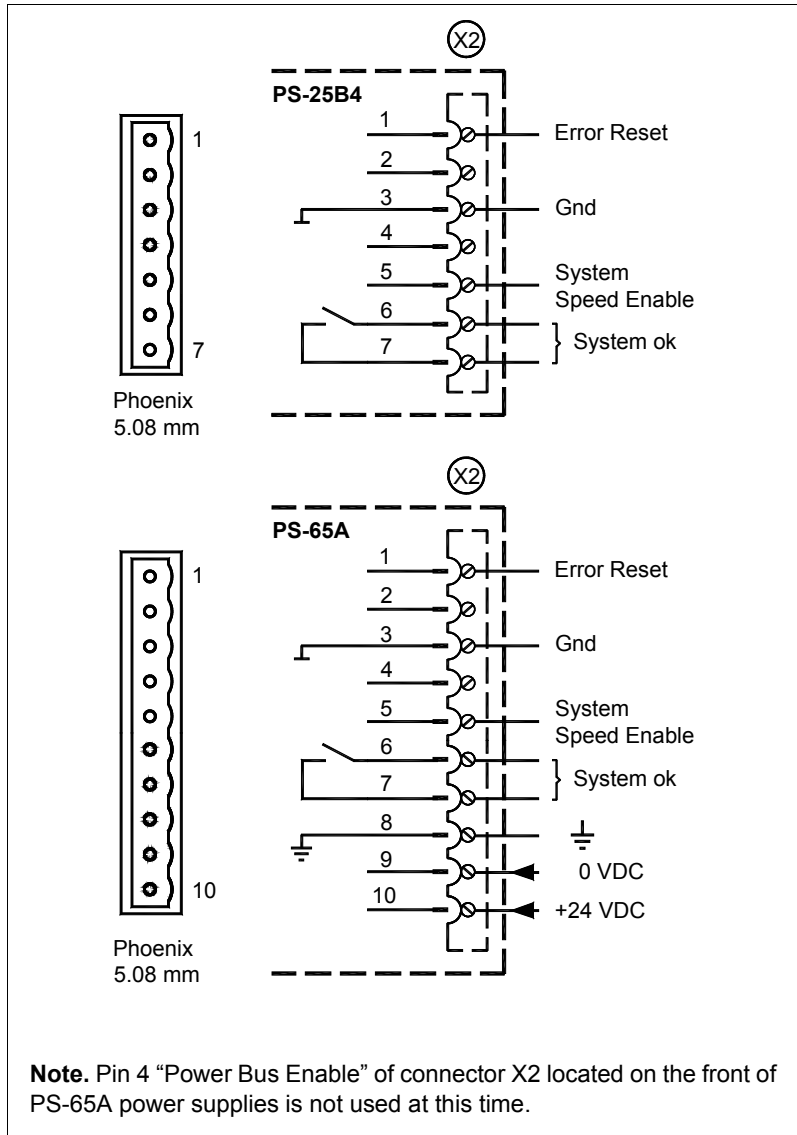 X2
PS-25B4
1
1 Error Reset
2
3 Gnd
4
5 System
Speed Enable
6
System ok
7
7
Phoenix
5.08 mm
X2
PS-65A
1
1 Error Reset
2
3 Gnd
4
5 System
Speed Enable
6
System ok
7
8
9 0 VDC
10 +24 VDC
10
Phoenix
5.08 mm
Note. Pin 4 “Power Bus Enable” of connector X2 located on the front of
PS-65A power supplies is not used at this time.